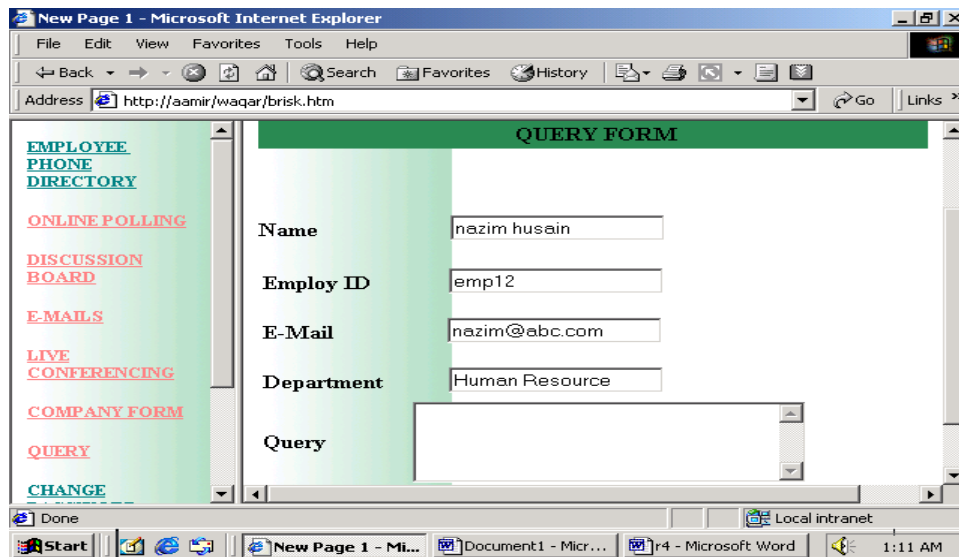 New Page 1 - Microsoft Internet Explorer
File Edit View Favorites Tools Help
Back Search Favorites History
Address http://aamir/waqar/brisk.htm Go Links »
EMPLOYEE
PHONE
DIRECTORY
ONLINE POLLING
DISCUSSION
BOARD
E-MAILS
LIVE
CONFERENCING
COMPANY FORM
QUERY
CHANGE
QUERY FORM
Name nazim husain
Employ ID emp12
E-Mail nazim@abc.com
Department Human Resource
Query
Done Local intranet
Start New Page 1 - Mi... Document1 - Micr... r4 - Microsoft Word 1:11 AM